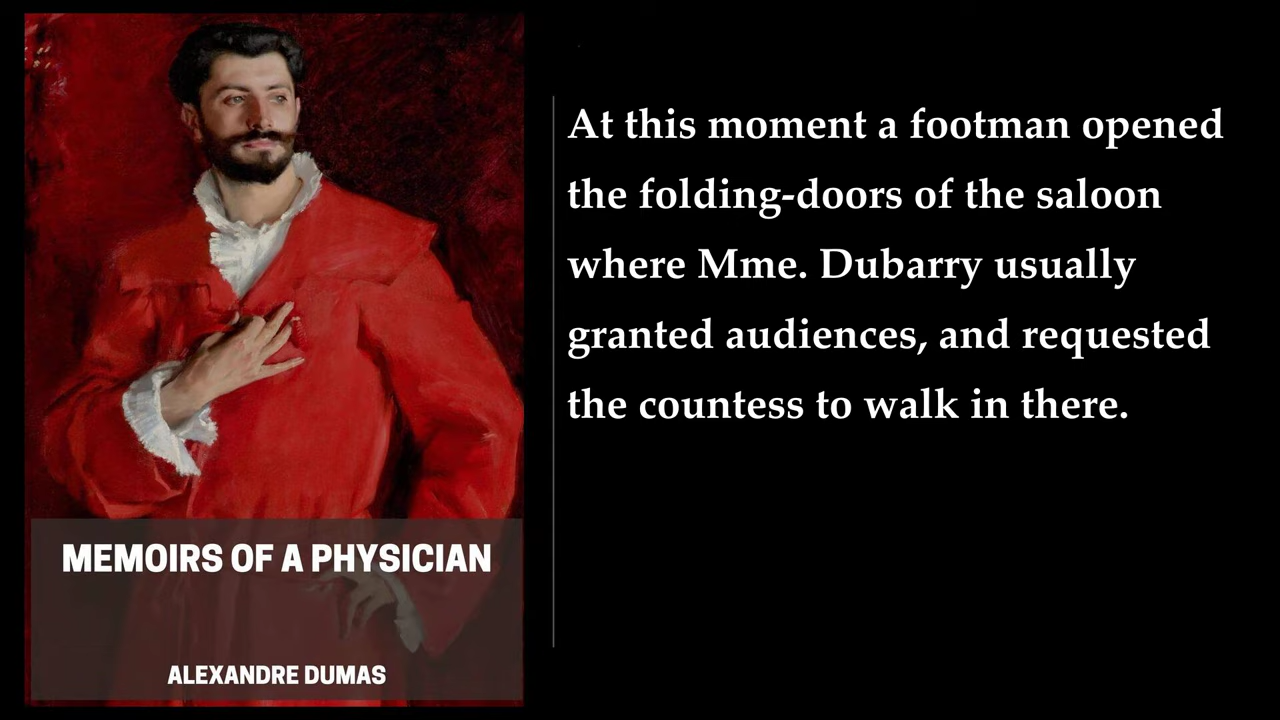 At this moment a footman opened
the folding-doors of the saloon
where Mme. Dubarry usually
granted audiences, and requested
the countess to walk in there.
MEMOIRS OF A PHYSICIAN
ALEXANDRE DUMAS